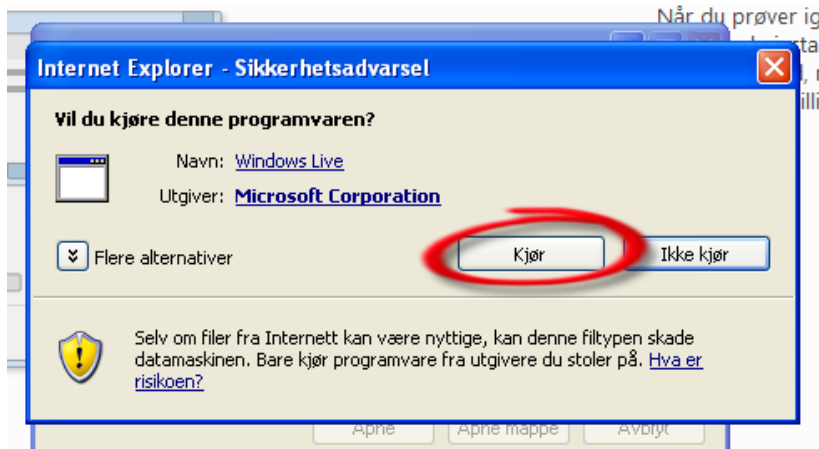 Når du prøver ig
Internet Explorer - Sikkerhetsadvarsel
Vil du kjøre denne programvaren?
Navn: Windows Live
Utgiver: Microsoft Corporation
Flere alternativer
Kjør
Ikke kjør
Selv om filer fra Internett kan være nyttige, kan denne filtypen skade
datamaskinen. Bare kjør programvare fra utgivere du stoler på. Hva er
risikoen?
Åpne
Åpne mappe
Avbryt